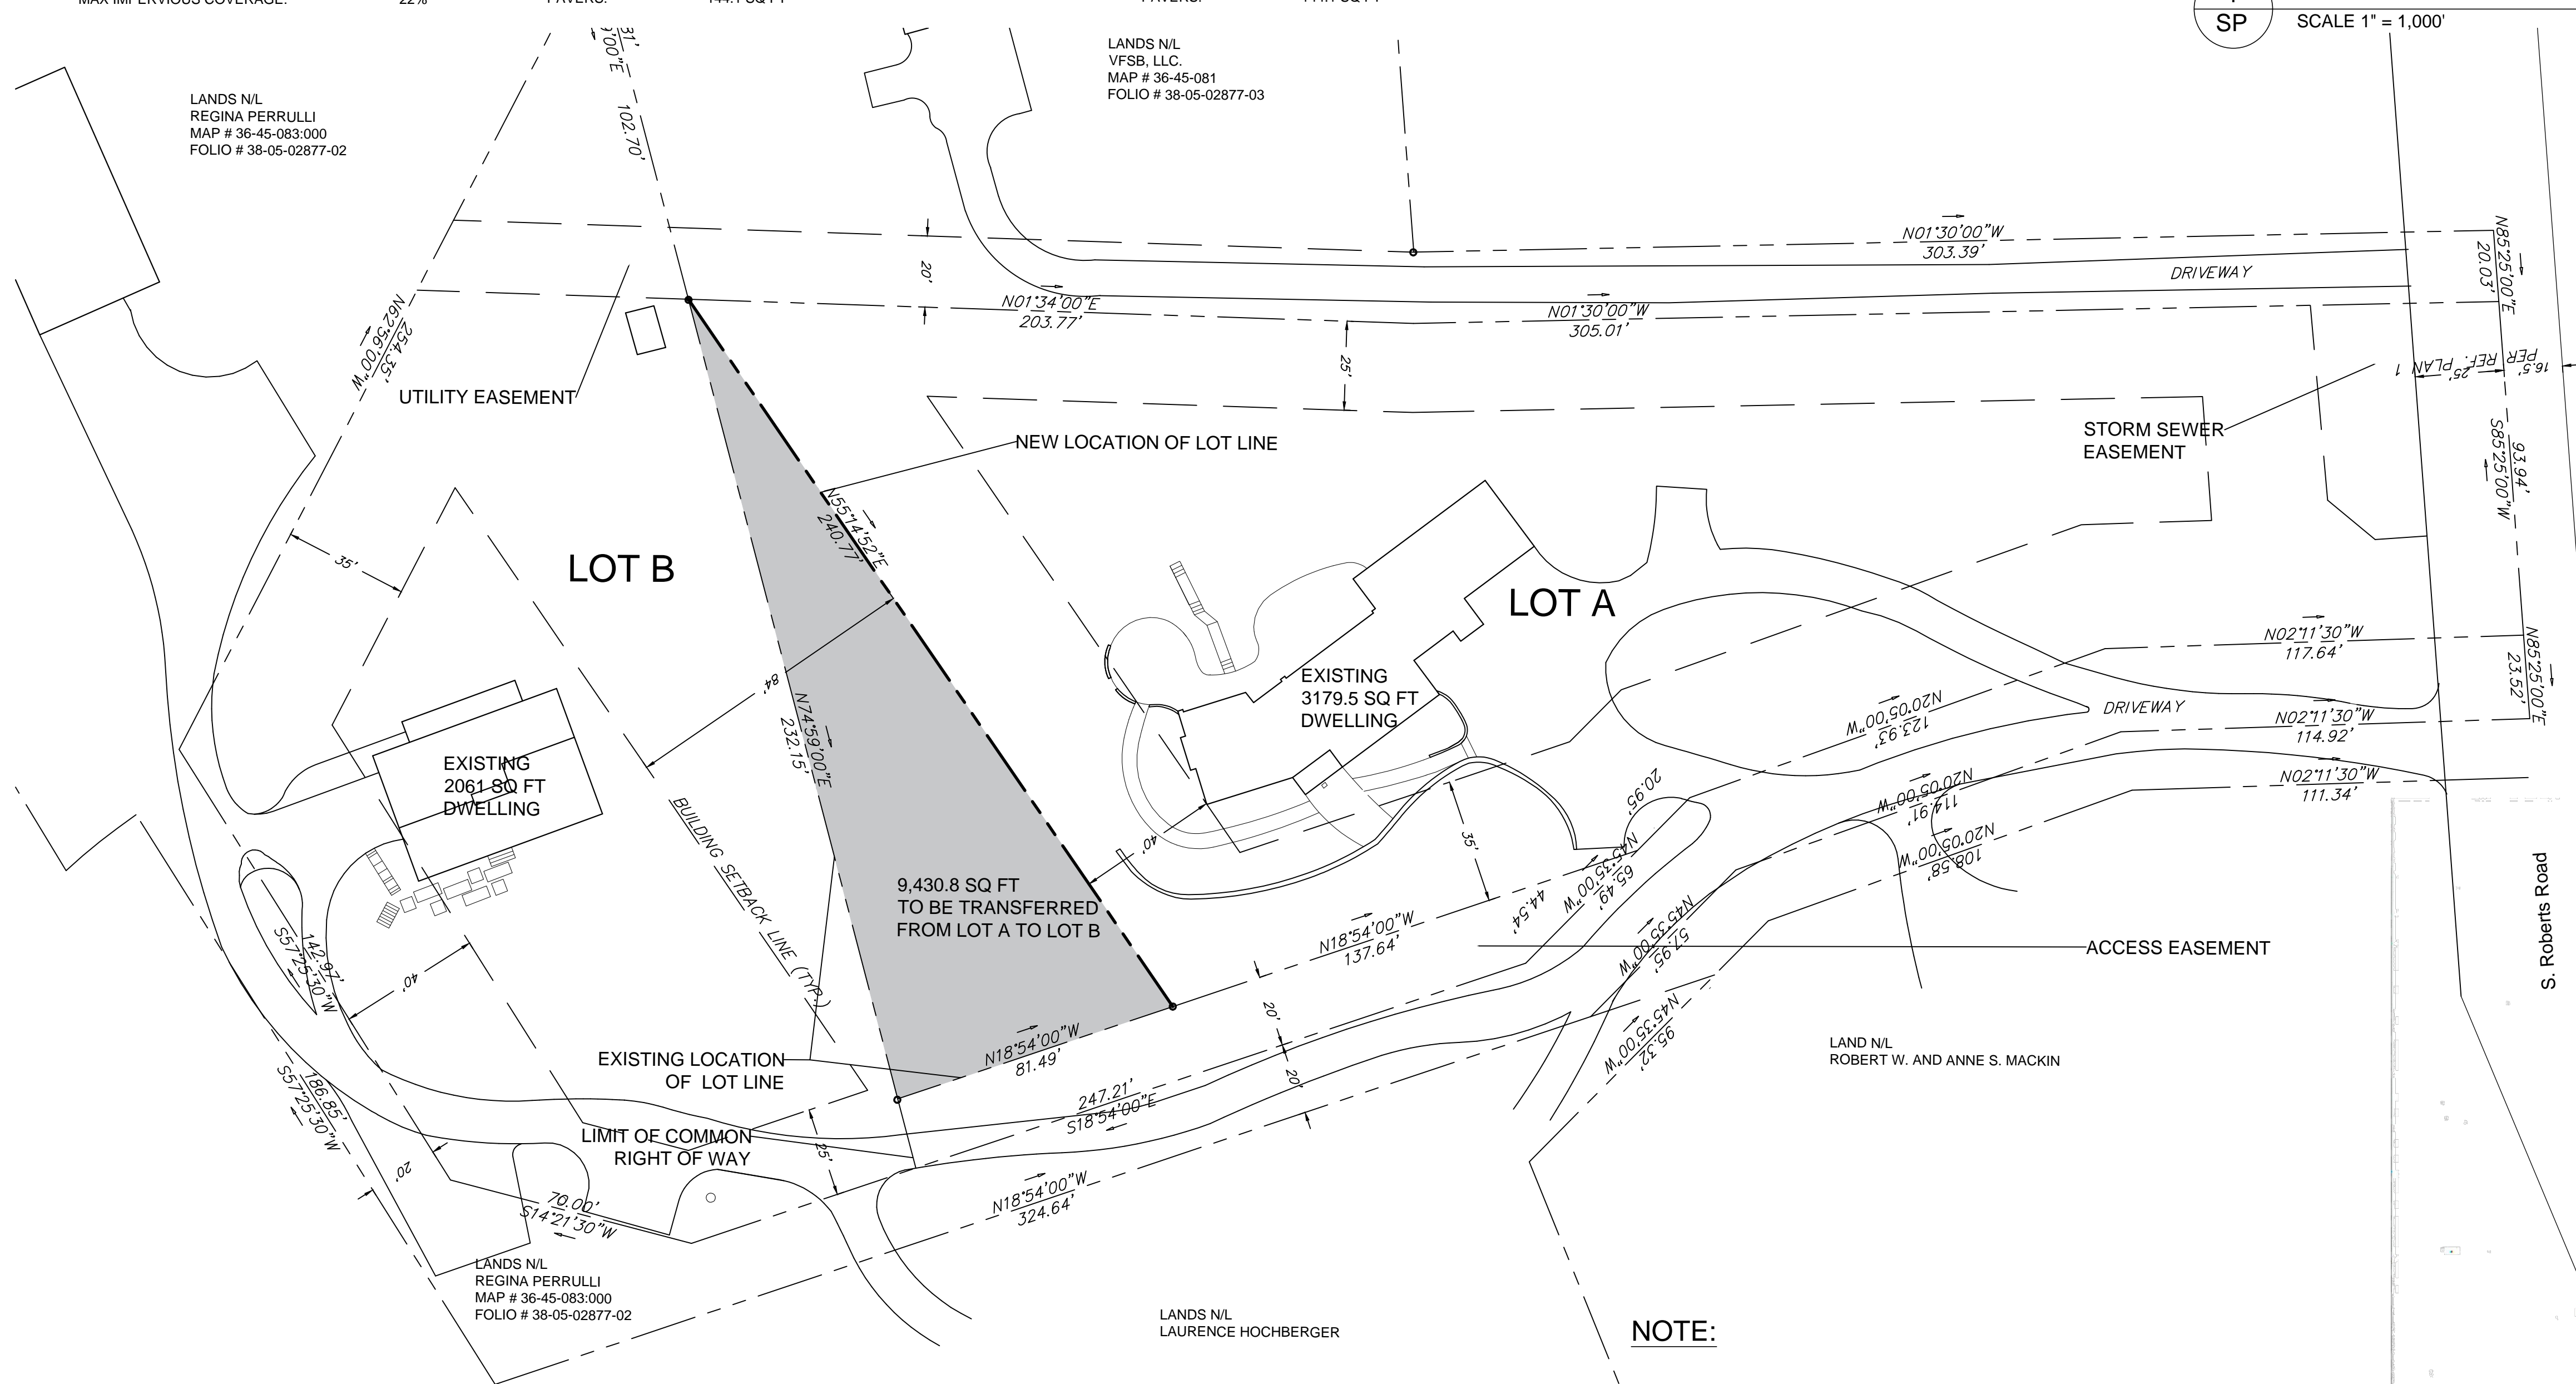 MAX IMPERVIOUS COVERAGE:
22%
PAVERS:
144.1 SQ FT
PAVERS:
SP
SCALE 1" = 1,000'
LANDS N/L
REGINA PERRULLI
MAP # 36-45-083:000
FOLIO # 38-05-02877-02
31'
102.70'
LANDS N/L
VFSB, LLC.
MAP # 36-45-081
FOLIO # 38-05-02877-03
N01°30'00"W
303.39'
N85°25'00"E
20.03'
DRIVEWAY
20'
N01°34'00"E
203.77'
N01°30'00"W
305.01'
N62°56'00"W
254.35'
25'
16.5'
25'
PER REF. PLAN 1
UTILITY EASEMENT
NEW LOCATION OF LOT LINE
STORM SEWER
EASEMENT
93.94'
S85°25'00"W
N55°14'52"E
240.77'
35'
LOT B
LOT A
N02°11'30"W
117.64'
N85°25'00"E
23.52'
84'
N74°59'00"E
232.15'
EXISTING
3179.5 SQ FT
DWELLING
N20°05'00"W
123.93'
DRIVEWAY
N02°11'30"W
114.92'
EXISTING
2061 SQ FT
DWELLING
BUILDING SETBACK LINE (TYP.)
20.95'
N20°05'00"W
114.91'
N02°11'30"W
111.34'
40'
35'
N45°35'00"W
65.49'
44.54'
N20°05'00"W
108.58'
9,430.8 SQ FT
TO BE TRANSFERRED
FROM LOT A TO LOT B
N18°54'00"W
137.64'
N45°35'00"W
57.95'
ACCESS EASEMENT
S. Roberts Road
142.97'
S57°25'30"W
40'
20'
20'
N45°35'00"W
95.32'
EXISTING LOCATION
OF LOT LINE
N18°54'00"W
81.49'
LAND N/L
ROBERT W. AND ANNE S. MACKIN
186.85'
S57°25'30"W
247.21'
S18°54'00"E
LIMIT OF COMMON
RIGHT OF WAY
25'
20'
70.00'
S14°21'30"W
N18°54'00"W
324.64'
LANDS N/L
REGINA PERRULLI
MAP # 36-45-083:000
FOLIO # 38-05-02877-02
LANDS N/L
LAURENCE HOCHBERGER
NOTE: